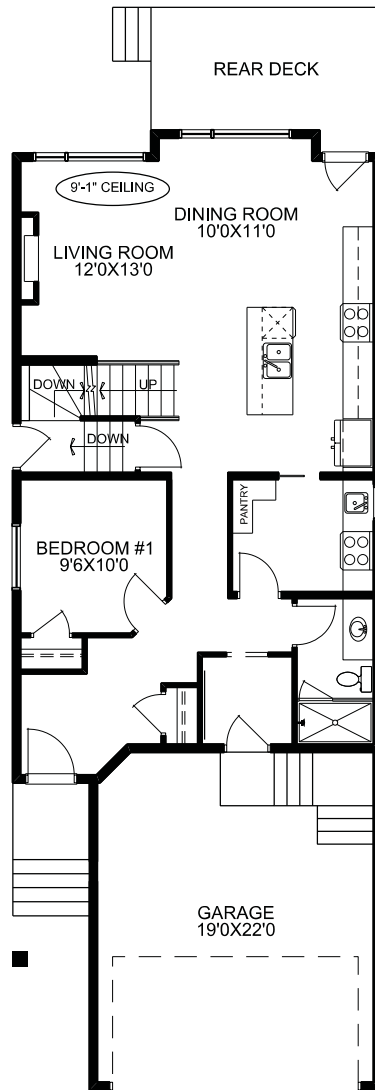 REAR DECK
9'-1" CEILING
DINING ROOM
10'0X11'0
LIVING ROOM
12'0X13'0
DOWN
UP
DOWN
PANTRY
BEDROOM #1
9'6X10'0
GARAGE
19'0X22'0